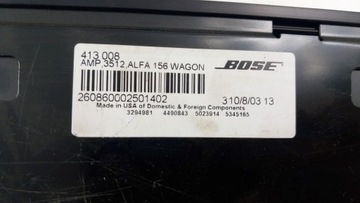 413 008
AMP,3512,ALFA 156 WAGON
BOSE
260860002501402
310/8/03 13
Made in USA of Domestic & Foreign Components
3294981 4490843 5023914 5345165